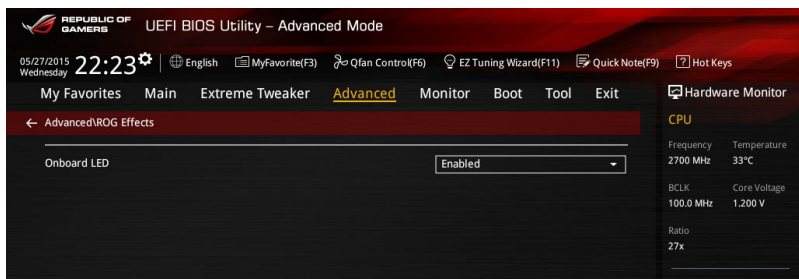 REPUBLIC OF
GAMERS
UEFI BIOS Utility – Advanced Mode
05/27/2015
Wednesday
22:23
English
MyFavorite(F3)
Qfan Control(F6)
EZ Tuning Wizard(F11)
Quick Note(F9)
? Hot Keys
My Favorites Main Extreme Tweaker Advanced Monitor Boot Tool Exit
Hardware Monitor
← Advanced\ROG Effects
Onboard LED
Enabled
CPU
Frequency Temperature
2700 MHz 33°C
BCLK Core Voltage
100.0 MHz 1.200 V
Ratio
27x